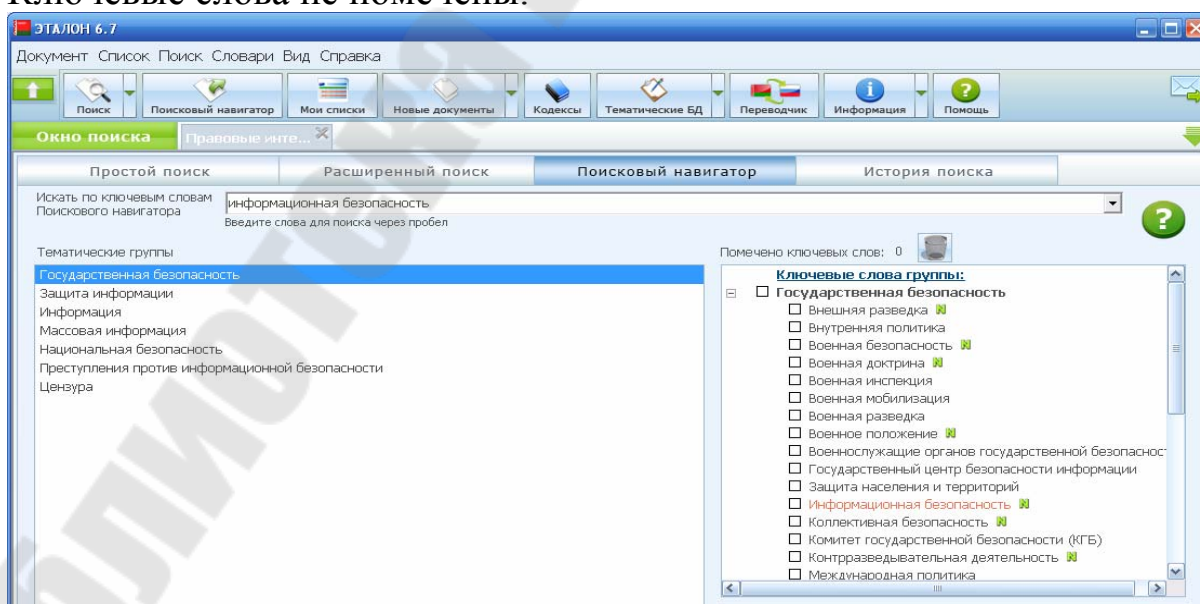 Ключевые слова не помечены.
ЭТАЛОН 6.7
Документ Список Поиск Словари Вид Справка
Поиск Поисковый навигатор Мои списки Новые документы Кодексы Тематические БД Переводчик Информация Помощь
Окно поиска Правовые инте...
Простой поиск Расширенный поиск Поисковый навигатор История поиска
Искать по ключевым словам
Поискового навигатора
информационная безопасность
Введите слова для поиска через пробел
Тематические группы
Государственная безопасность
Защита информации
Информация
Массовая информация
Национальная безопасность
Преступления против информационной безопасности
Цензура
Помечено ключевых слов: 0
Ключевые слова группы:
Государственная безопасность
Внешняя разведка N
Внутренняя политика
Военная безопасность N
Военная доктрина N
Военная инспекция
Военная мобилизация
Военная разведка
Военное положение N
Военнослужащие органов государственной безопаснос
Государственный центр безопасности информации
Защита населения и территорий
Информационная безопасность N
Коллективная безопасность N
Комитет государственной безопасности (КГБ)
Контрразведывательная деятельность N
Международная политика